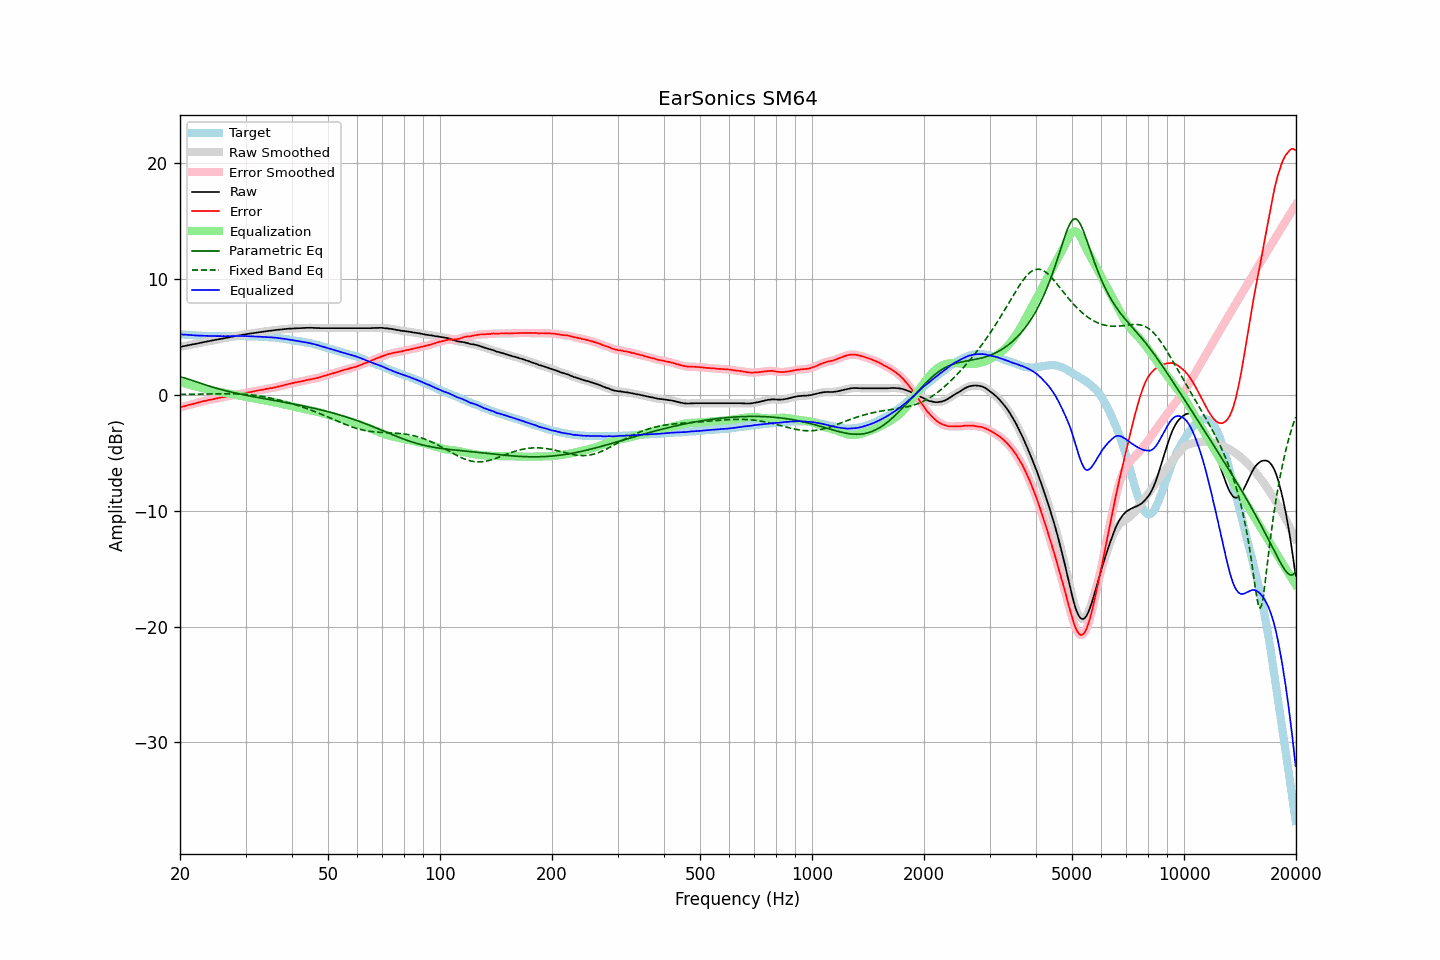 EarSonics SM64
Target
Raw Smoothed
Error Smoothed
Raw
Error
Equalization
Parametric Eq
Fixed Band Eq
Equalized
20
10
0
−10
−20
−30
Amplitude (dBr)
20 50 100 200 500 1000 2000 5000 10000 20000
Frequency (Hz)